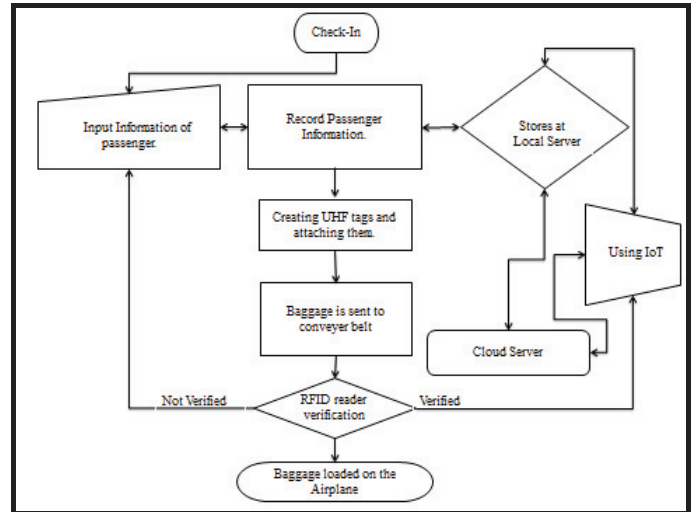 Check-In
Input Information of
passenger.
Record Passenger
Information.
Stores at
Local Server
Creating UHF tags and
attaching them.
Using IoT
Baggage is sent to
conveyer belt
Cloud Server
Not Verified
RFID reader
verification
Verified
Baggage loaded on the
Airplane